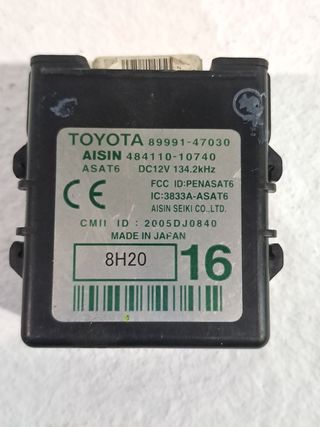 TOYOTA 89991-47030
AISIN 484110-10740
ASAT6 DC12V 134.2kHz
CE
FCC ID:PENASAT6
IC:3833A-ASAT6
AISIN SEIKI CO.,LTD.
CMII ID : 2005DJ0840
MADE IN JAPAN
8H20
16